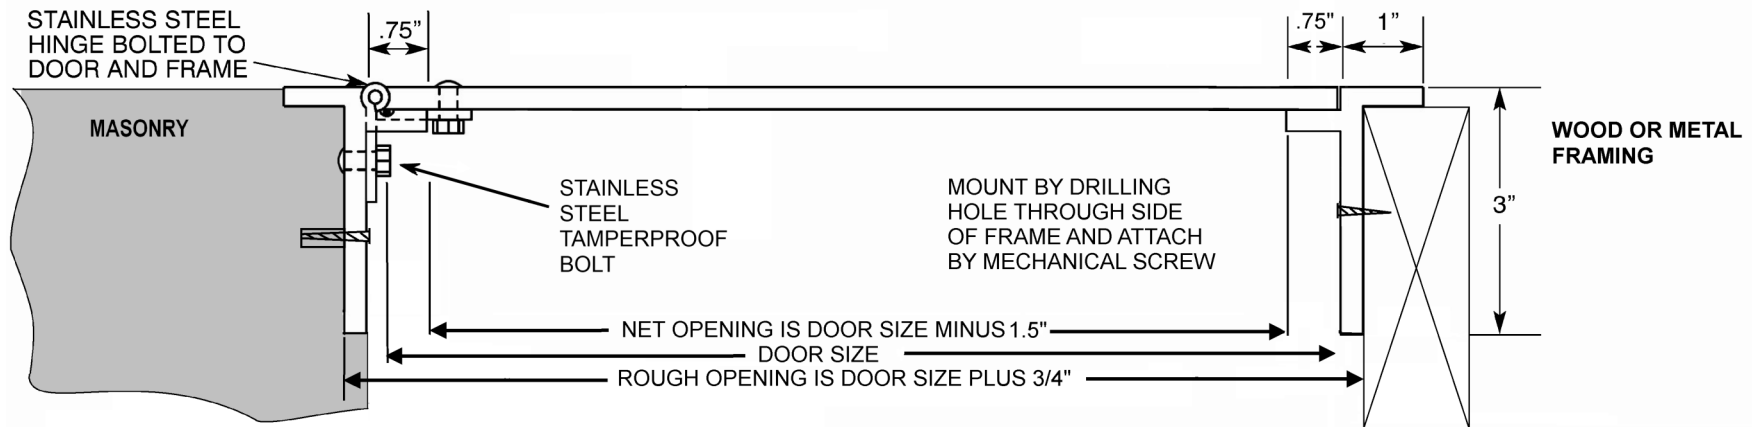 STAINLESS STEEL
HINGE BOLTED TO
DOOR AND FRAME
.75”
.75"
1”
MASONRY
WOOD OR METAL
FRAMING
STAINLESS
STEEL
TAMPERPROOF
BOLT
MOUNT BY DRILLING
HOLE THROUGH SIDE
OF FRAME AND ATTACH
BY MECHANICAL SCREW
3”
NET OPENING IS DOOR SIZE MINUS 1.5"
DOOR SIZE
ROUGH OPENING IS DOOR SIZE PLUS 3/4"